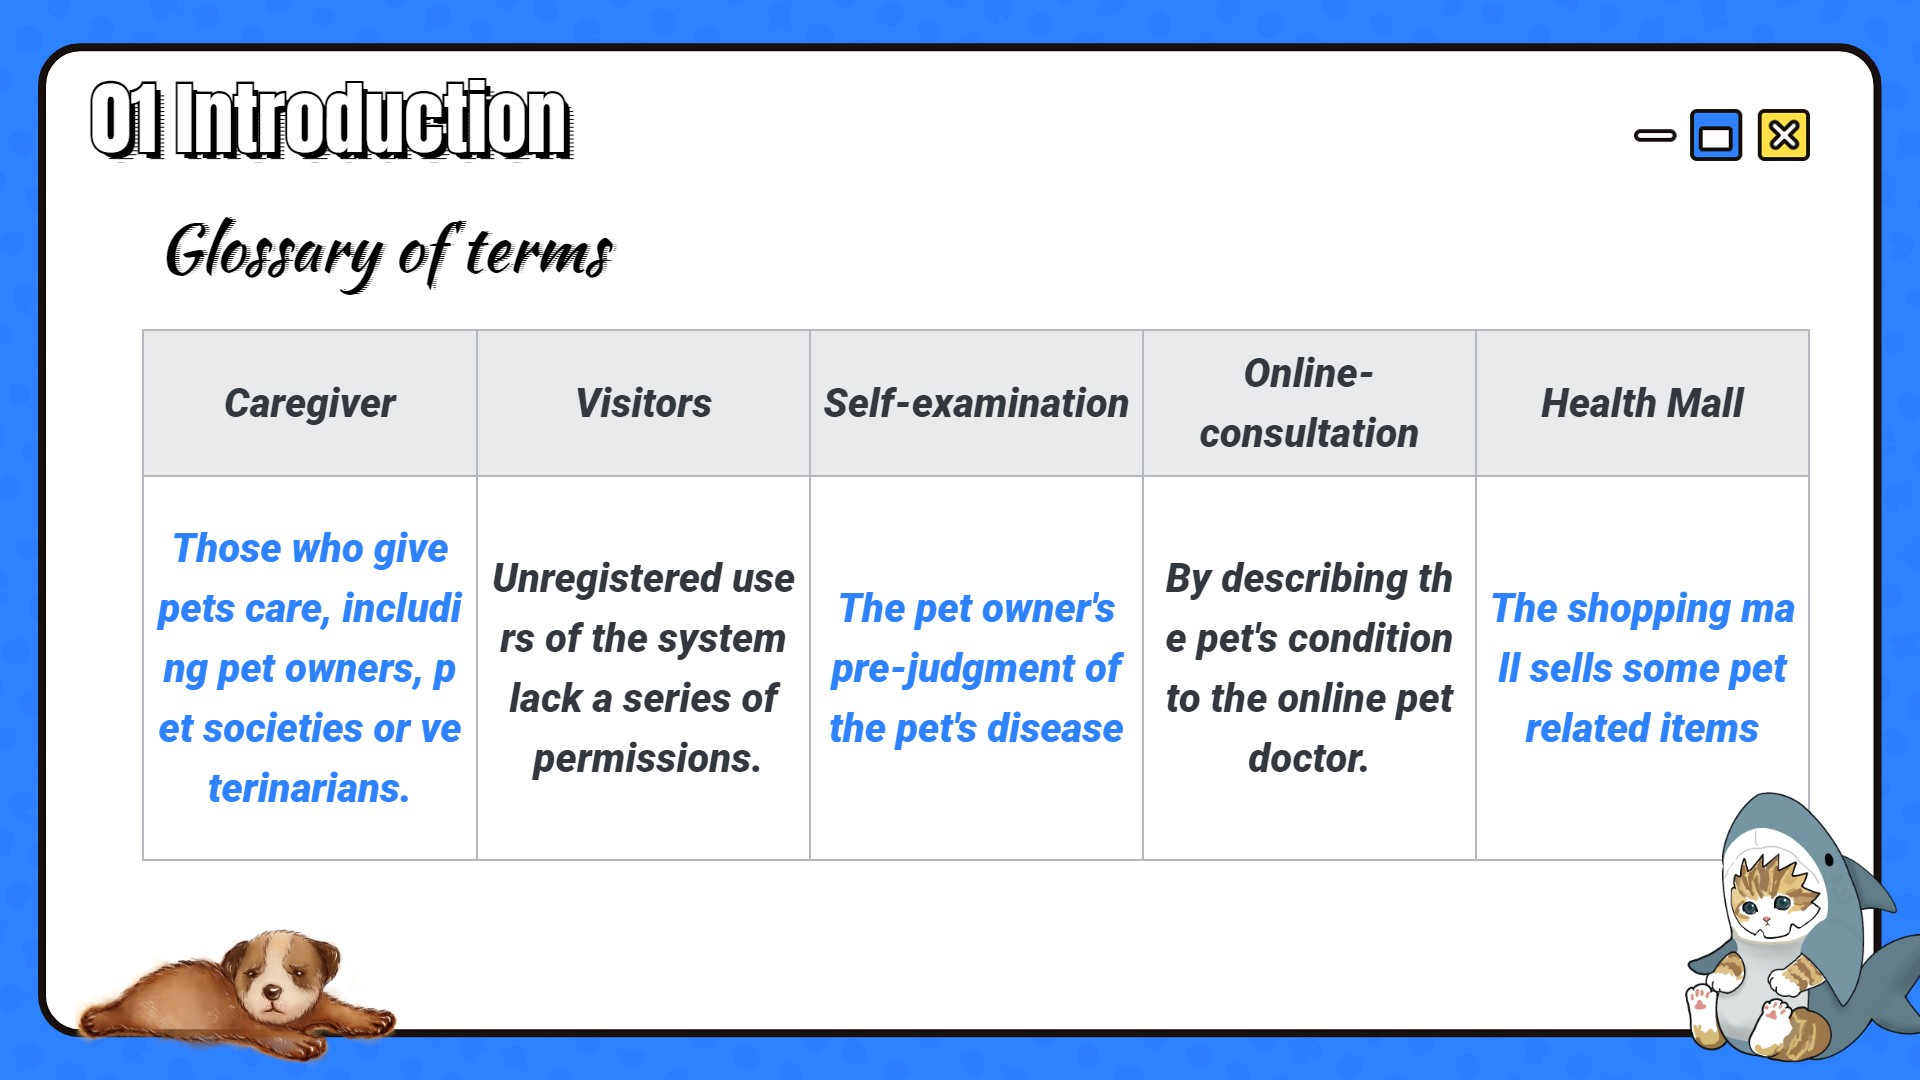 01 Introduction
Glossary of terms
Caregiver
Visitors
Self-examination
Online-
consultation
Health Mall
Those who give
pets care, includi
ng pet owners, p
et societies or ve
terinarians.
Unregistered use
rs of the system
lack a series of
permissions.
The pet owner's
pre-judgment of
the pet's disease
By describing th
e pet's condition
to the online pet
doctor.
The shopping ma
ll sells some pet
related items